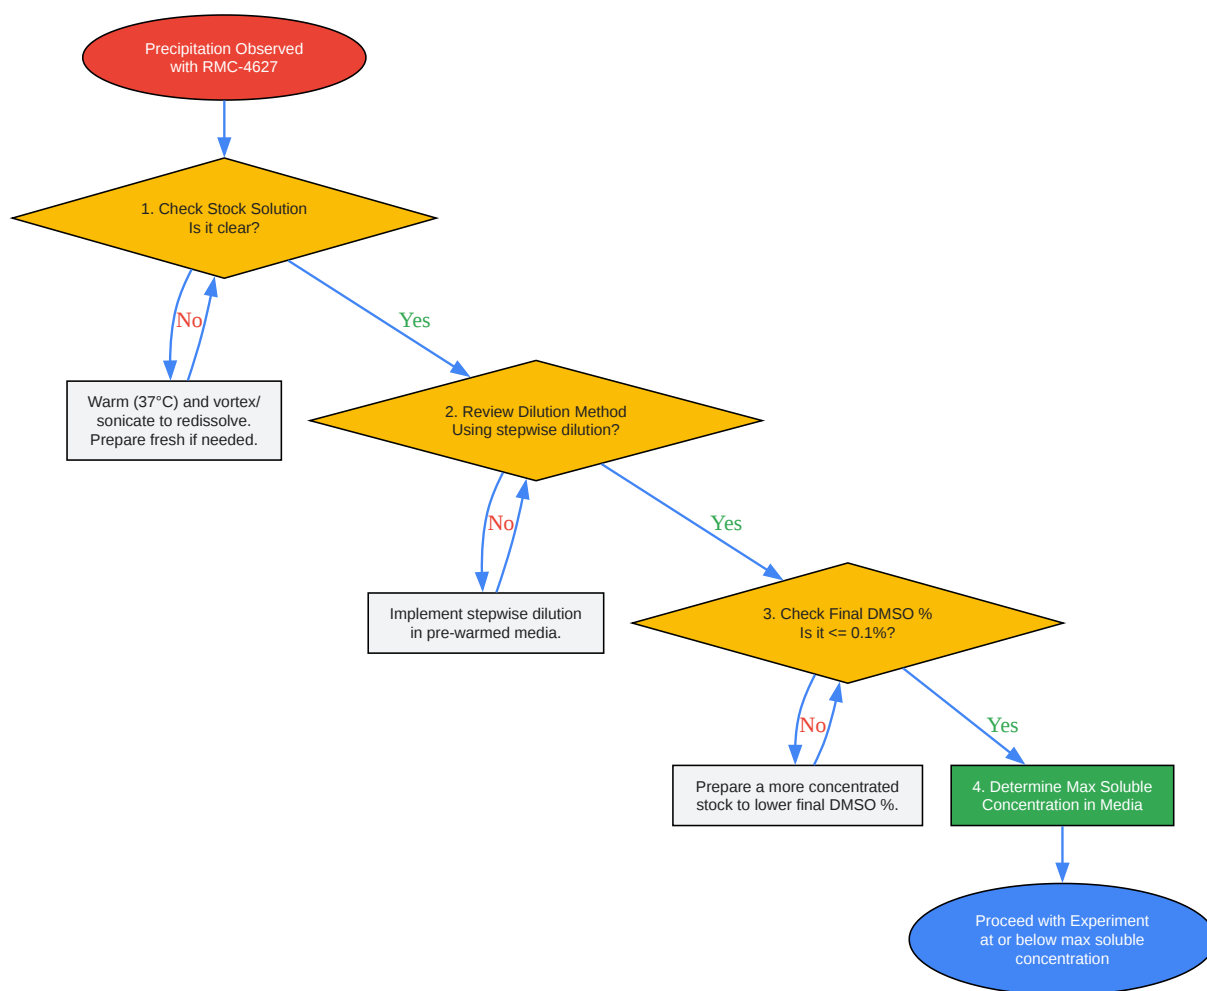 Precipitation Observed
with RMC-4627
1. Check Stock Solution
Is it clear?
No
Yes
Warm (37°C) and vortex/
sonicate to redissolve.
Prepare fresh if needed.
2. Review Dilution Method
Using stepwise dilution?
No
Yes
Implement stepwise dilution
in pre-warmed media.
3. Check Final DMSO %
Is it <= 0.1%?
No
Yes
Prepare a more concentrated
stock to lower final DMSO %.
4. Determine Max Soluble
Concentration in Media
Proceed with Experiment
at or below max soluble
concentration